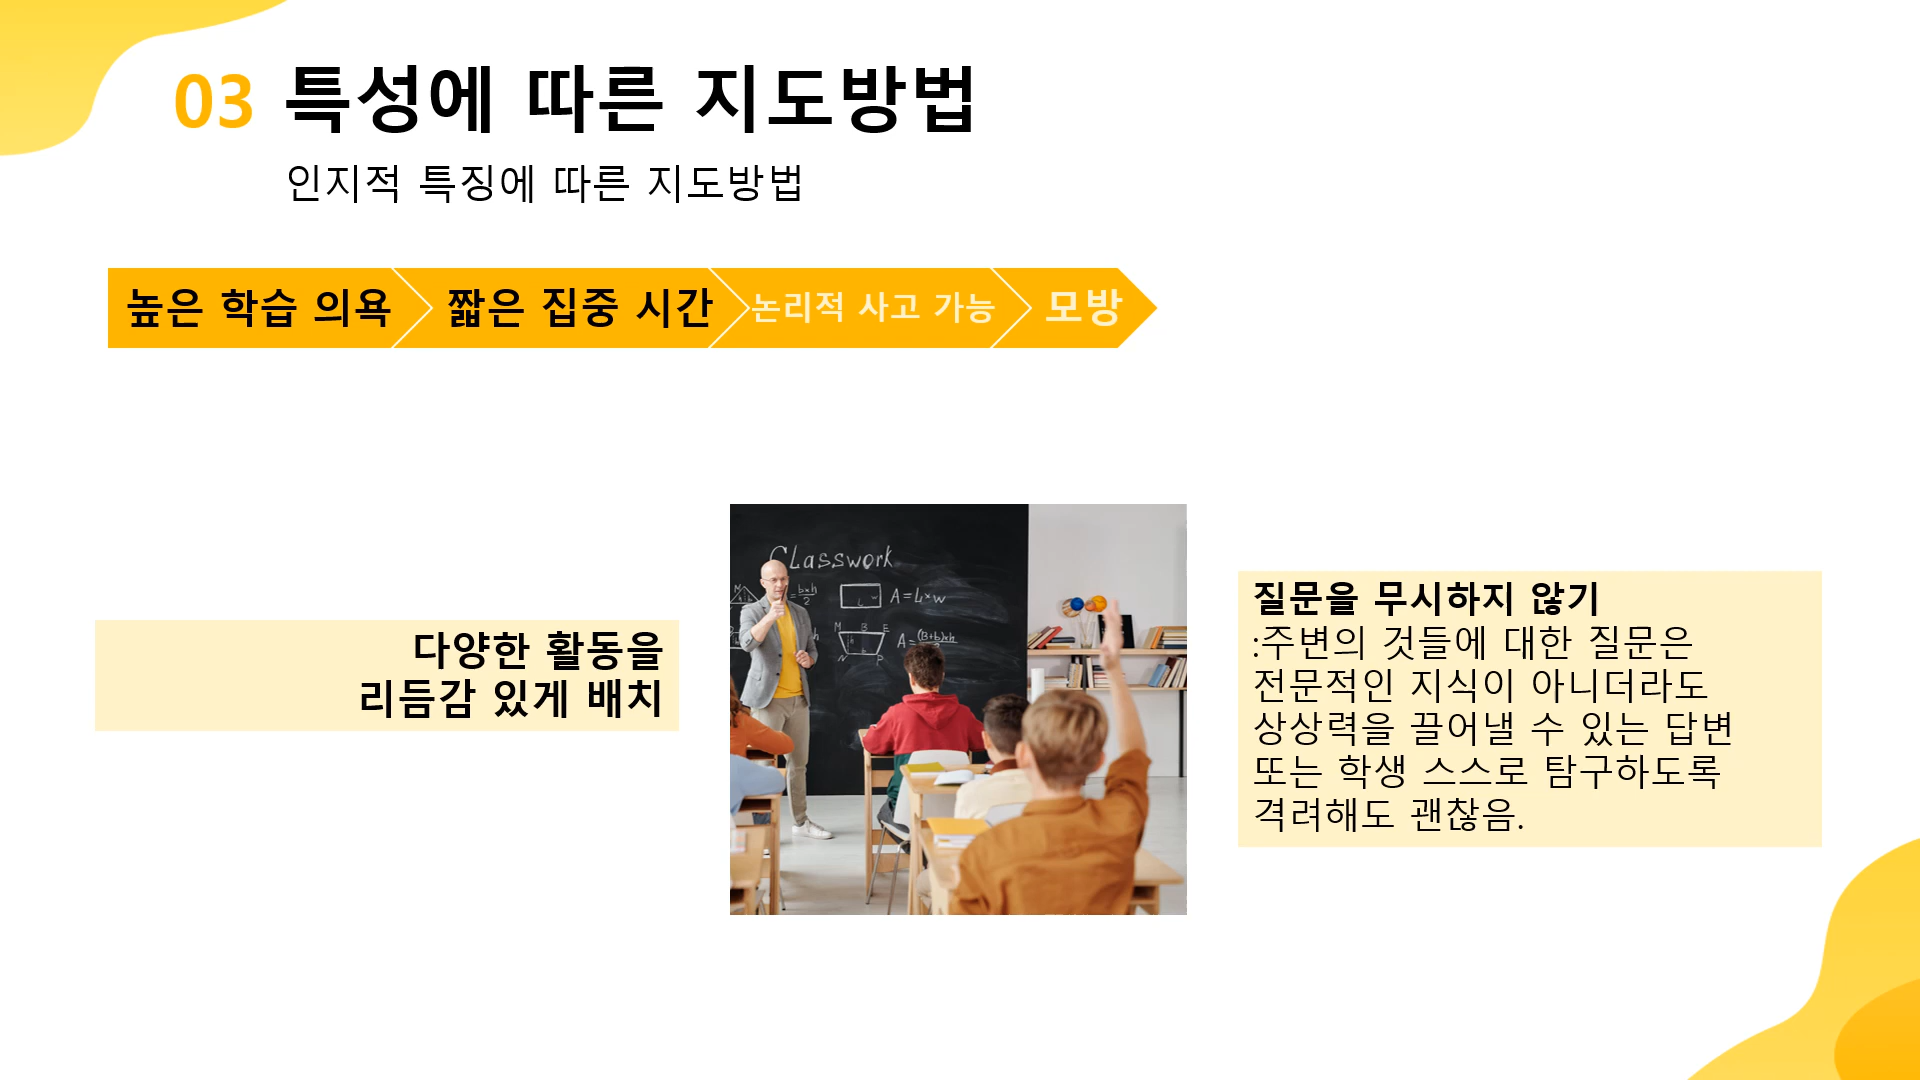 03 특성에 따른 지도방법
인지적 특징에 따른 지도방법
높은 학습 의욕
짧은 집중 시간
논리적 사고 가능
모방
다양한 활동을
리듬감 있게 배치
Classwork
A=L×w
질문을 무시하지 않기
:주변의 것들에 대한 질문은
전문적인 지식이 아니더라도
상상력을 끌어낼 수 있는 답변
또는 학생 스스로 탐구하도록
격려해도 괜찮음.